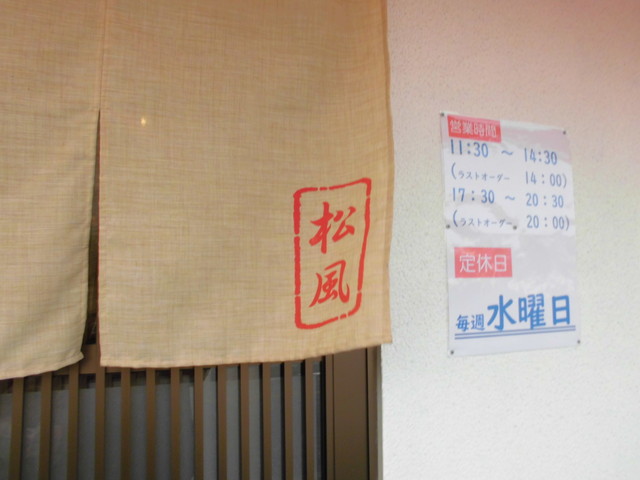 松風
営業時間
11:30 ～ 14:30
(ラストオーダー 14:00)
17:30 ～ 20:30
(ラストオーダー 20:00)
定休日
毎週水曜日